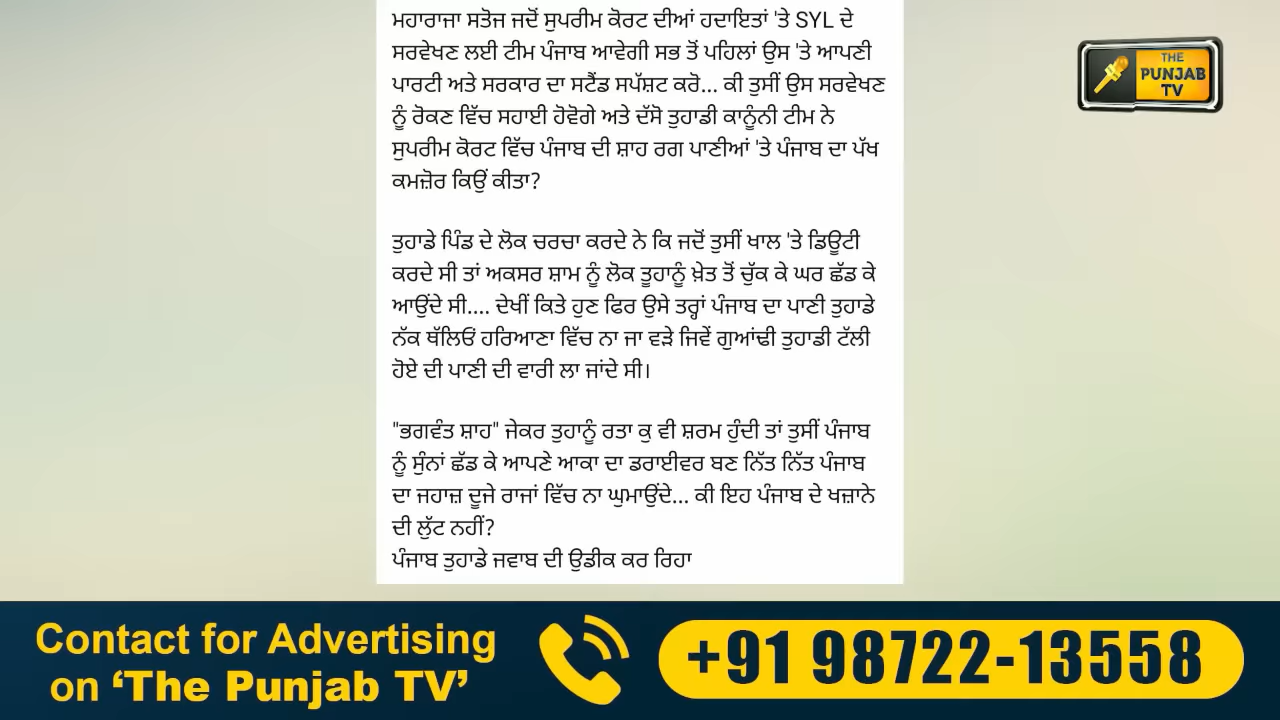 ਮਹਾਰਾਜਾ ਸਤੋਜ ਜਦੋਂ ਸੁਪਰੀਮ ਕੋਰਟ ਦੀਆਂ ਹਦਾਇਤਾਂ 'ਤੇ SYL ਦੇ
ਸਰਵੇਖਣ ਲਈ ਟੀਮ ਪੰਜਾਬ ਆਵੇਗੀ ਸਭ ਤੋਂ ਪਹਿਲਾਂ ਉਸ 'ਤੇ ਆਪਣੀ
ਪਾਰਟੀ ਅਤੇ ਸਰਕਾਰ ਦਾ ਸਟੈਂਡ ਸਪੱਸ਼ਟ ਕਰੋ... ਕੀ ਤੁਸੀਂ ਉਸ ਸਰਵੇਖਣ
ਨੂੰ ਰੋਕਣ ਵਿੱਚ ਸਹਾਈ ਹੋਵੋਗੇ ਅਤੇ ਦੱਸੋ ਤੁਹਾਡੀ ਕਾਨੂੰਨੀ ਟੀਮ ਨੇ
ਸੁਪਰੀਮ ਕੋਰਟ ਵਿੱਚ ਪੰਜਾਬ ਦੀ ਸ਼ਾਹ ਰਗ ਪਾਣੀਆਂ 'ਤੇ ਪੰਜਾਬ ਦਾ ਪੱਖ
ਕਮਜ਼ੋਰ ਕਿਉਂ ਕੀਤਾ?
ਤੁਹਾਡੇ ਪਿੰਡ ਦੇ ਲੋਕ ਚਰਚਾ ਕਰਦੇ ਨੇ ਕਿ ਜਦੋਂ ਤੁਸੀਂ ਖਾਲ 'ਤੇ ਡਿਊਟੀ
ਕਰਦੇ ਸੀ ਤਾਂ ਅਕਸਰ ਸ਼ਾਮ ਨੂੰ ਲੋਕ ਤੂਹਾਨੂੰ ਖ਼ੇਤ ਤੋਂ ਚੁੱਕ ਕੇ ਘਰ ਛੱਡ ਕੇ
ਆਉਂਦੇ ਸੀ.... ਦੇਖੀਂ ਕਿਤੇ ਹੁਣ ਫਿਰ ਉਸੇ ਤਰ੍ਹਾਂ ਪੰਜਾਬ ਦਾ ਪਾਣੀ ਤੁਹਾਡੇ
ਨੱਕ ਥੱਲਿਓਂ ਹਰਿਆਣਾ ਵਿੱਚ ਨਾ ਜਾ ਵੜੇ ਜਿਵੇਂ ਗੁਆਂਢੀ ਤੁਹਾਡੀ ਟੱਲੀ
ਹੋਏ ਦੀ ਪਾਣੀ ਦੀ ਵਾਰੀ ਲਾ ਜਾਂਦੇ ਸੀ।
"ਭਗਵੰਤ ਸ਼ਾਹ" ਜੇਕਰ ਤੁਹਾਨੂੰ ਰਤਾ ਕੁ ਵੀ ਸ਼ਰਮ ਹੁੰਦੀ ਤਾਂ ਤੁਸੀਂ ਪੰਜਾਬ
ਨੂੰ ਸੁੰਨਾਂ ਛੱਡ ਕੇ ਆਪਣੇ ਆਕਾ ਦਾ ਡਰਾਈਵਰ ਬਣ ਨਿੱਤ ਨਿੱਤ ਪੰਜਾਬ
ਦਾ ਜਹਾਜ਼ ਦੂਜੇ ਰਾਜਾਂ ਵਿੱਚ ਨਾ ਘੁਮਾਉਂਦੇ... ਕੀ ਇਹ ਪੰਜਾਬ ਦੇ ਖਜ਼ਾਨੇ
ਦੀ ਲੁੱਟ ਨਹੀਂ?
ਪੰਜਾਬ ਤੁਹਾਡੇ ਜਵਾਬ ਦੀ ਉਡੀਕ ਕਰ ਰਿਹਾ
THE
PUNJAB
TV
Contact for Advertising
on 'The Punjab TV'
+91 98722-13558